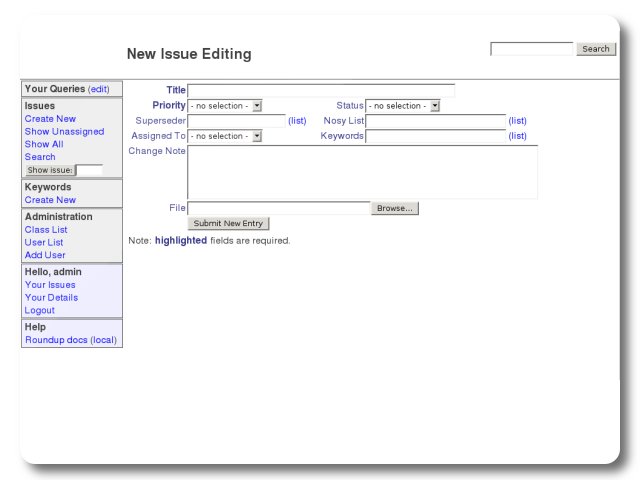 New Issue Editing
Search
Your Queries (edit)
Issues
Create New
Show Unassigned
Show All
Search
Show issue:
Keywords
Create New
Administration
Class List
User List
Add User
Hello, admin
Your Issues
Your Details
Logout
Help
Roundup docs (local)
Title
Priority - no selection - Status - no selection -
Superseder (list) Nosy List (list)
Assigned To - no selection - Keywords (list)
Change Note
File Browse...
Submit New Entry
Note: highlighted fields are required.